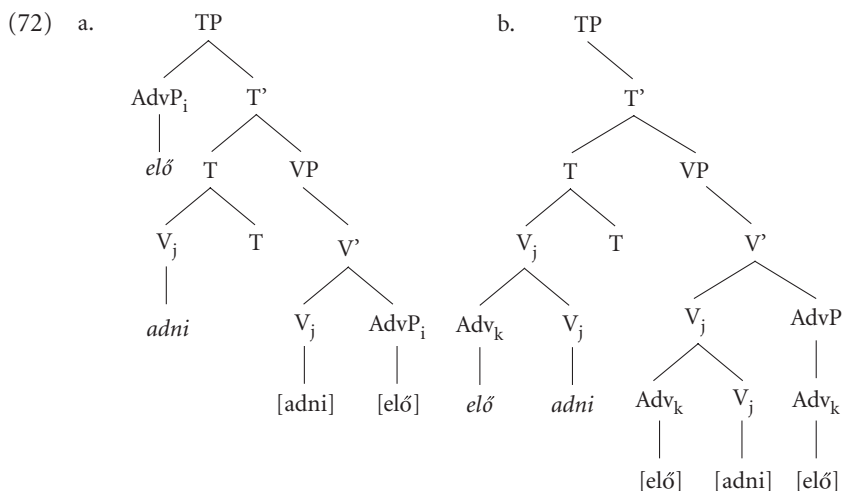 (72) a. TP b. TP
AdvPi T’ T’
elő T VP T VP
Vj T V’ Vj T V’
adni Vj AdvPi Advk Vj Vj AdvP
[adni] [elő] elő adni Advk Vj Advk
[elő] [adni] [elő]